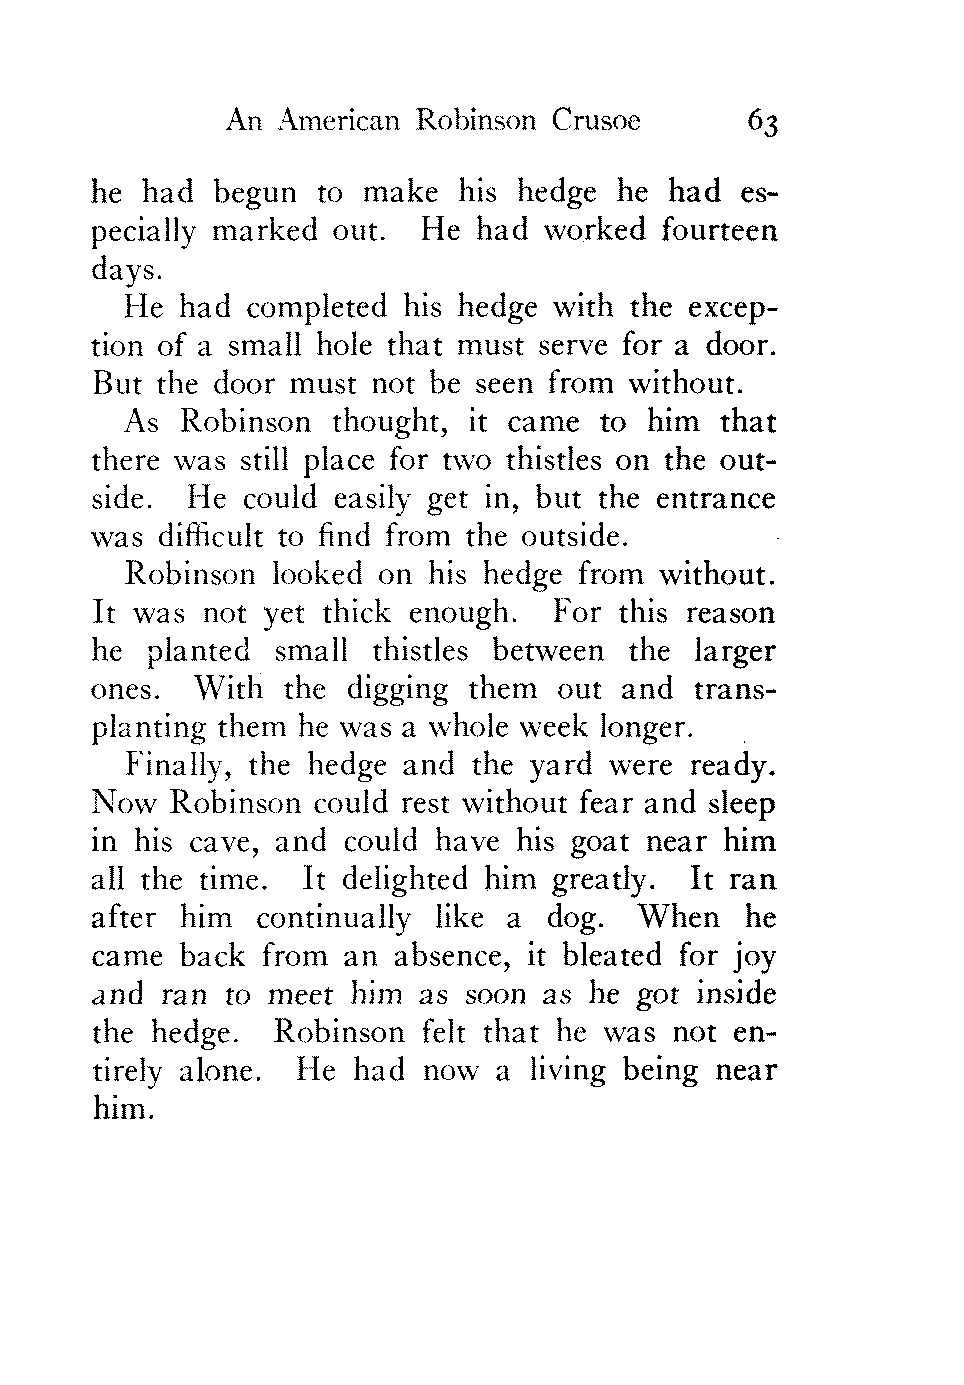 An American Robinson Crusoe 63
he had begun to make his hedge he had es-
pecially marked out. He had worked fourteen
days.
He had completed his hedge with the excep-
tion of a small hole that must serve for a door.
But the door must not be seen from without.
As Robinson thought, it came to him that
there was still place for two thistles on the out-
side. He could easily get in, but the entrance
was difficult to find from the outside.
Robinson looked on his hedge from without.
It was not yet thick enough. For this reason
he planted small thistles between the larger
ones. With the digging them out and trans-
planting them he was a whole week longer.
Finally, the hedge and the yard were ready.
Now Robinson could rest without fear and sleep
in his cave, and could have his goat near him
all the time. It delighted him greatly. It ran
after him continually like a dog. When he
came back from an absence, it bleated for joy
and ran to meet him as soon as he got inside
the hedge. Robinson felt that he was not en-
tirely alone. He had now a living being near
him.